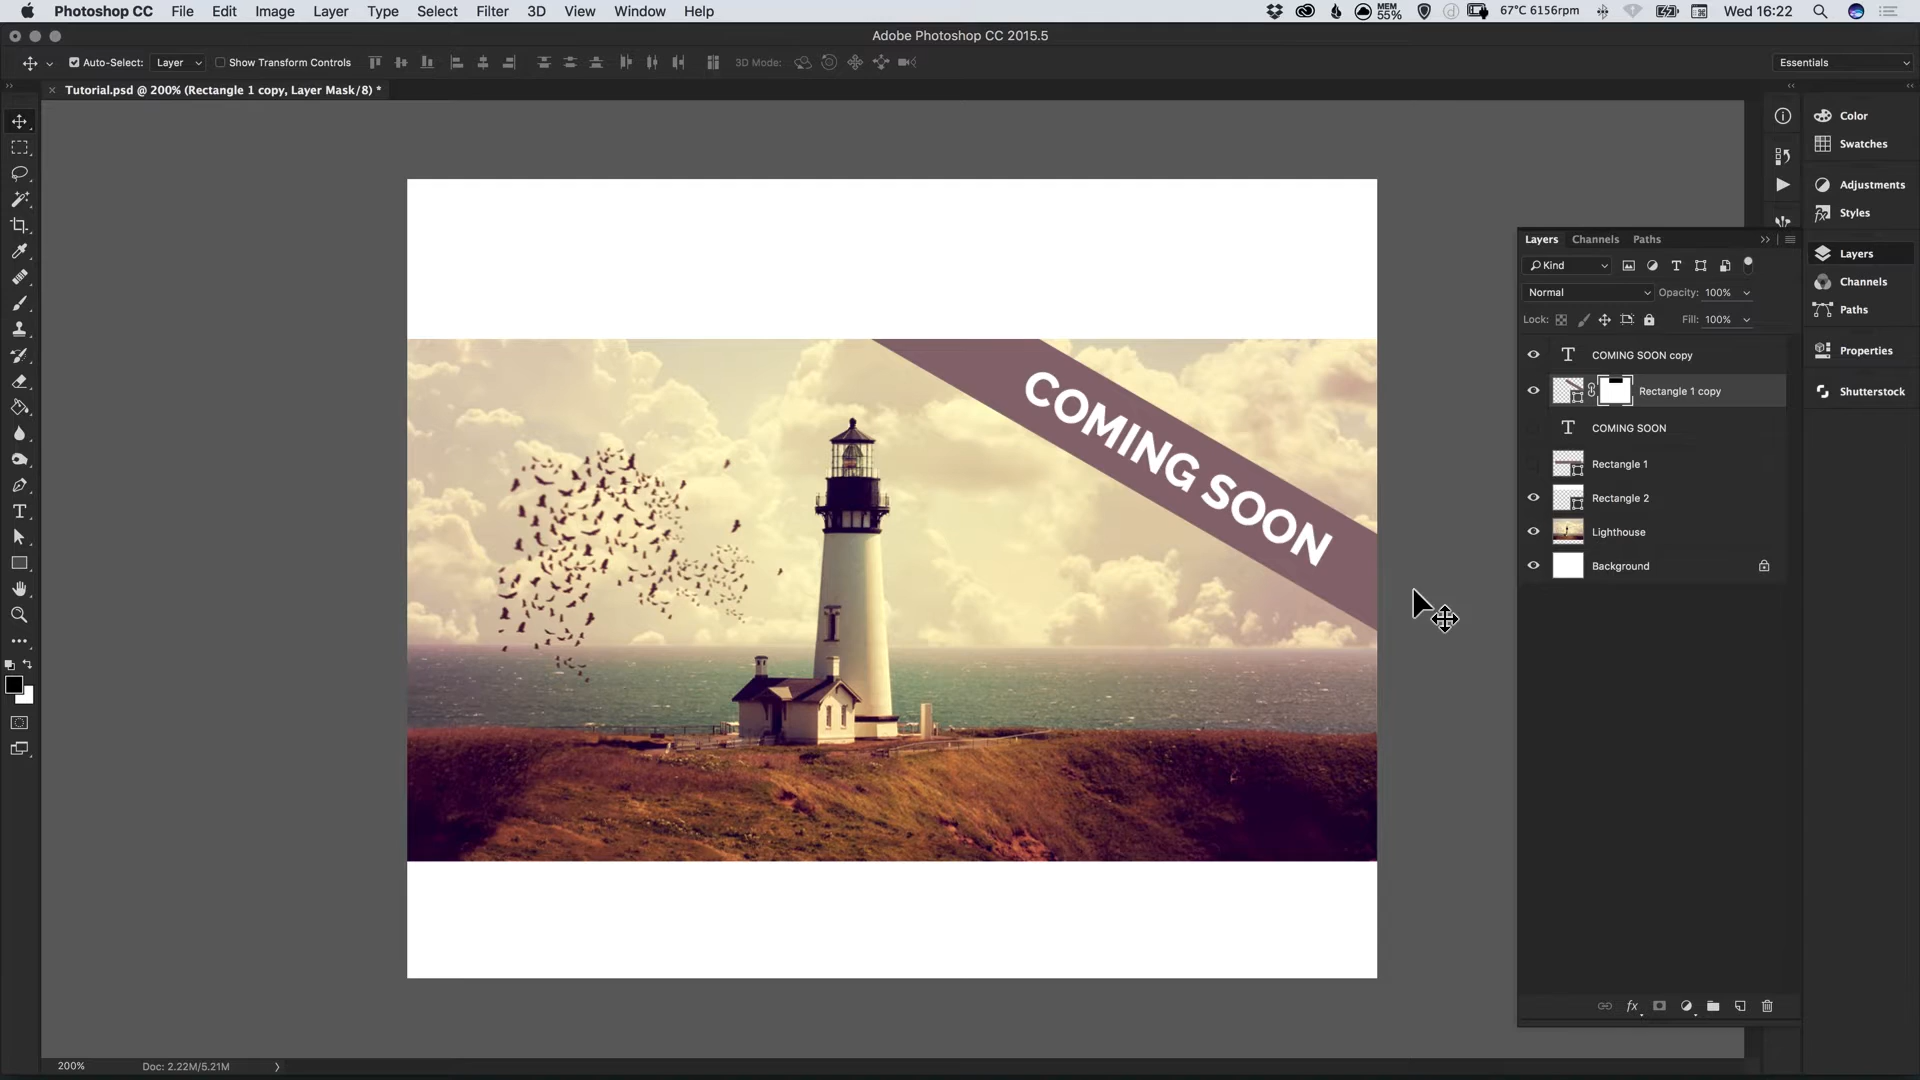 Photoshop CC File Edit Image Layer Type Select Filter 3D View Window Help MEM 55% 67°C 6156rpm Wed 16:22
Adobe Photoshop CC 2015.5
Auto-Select: Layer Show Transform Controls 3D Mode: Essentials
Tutorial.psd @ 200% (Rectangle 1 copy, Layer Mask/8) *
Color
Swatches
Adjustments
Styles
Layers
Channels
Paths
Properties
Shutterstock
Layers Channels Paths
Kind
Normal Opacity: 100%
Lock: Fill: 100%
COMING SOON copy
Rectangle 1 copy
COMING SOON
Rectangle 1
Rectangle 2
Lighthouse
Background
fx
COMING SOON
200% Doc: 2.22M/5.21M